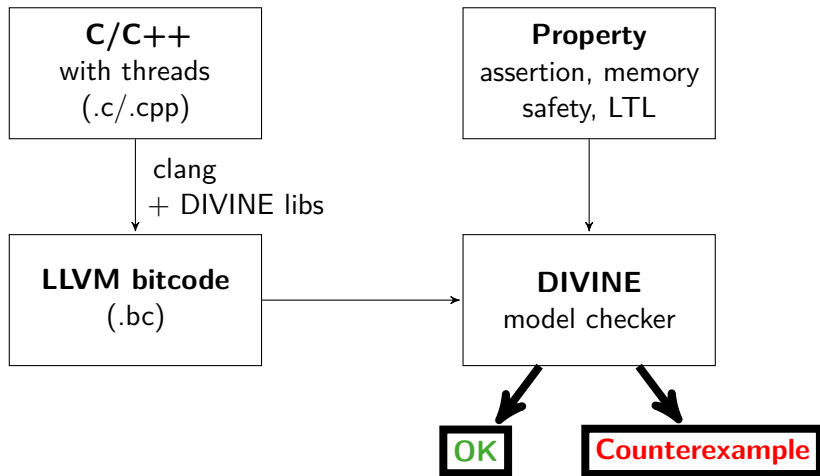 C/C++
with threads
(.c/.cpp)
Property
assertion, memory
safety, LTL
clang
+ DIVINE libs
LLVM bitcode
(.bc)
DIVINE
model checker
OK
Counterexample